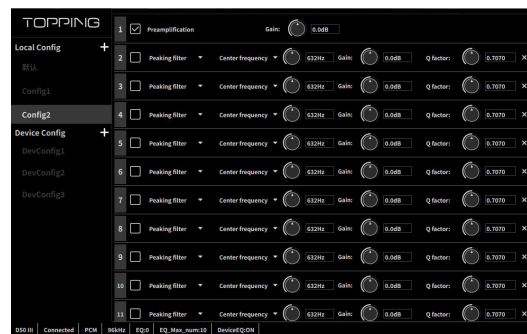 TOPPING
Local Config +
默认
Config1
Config2
Device Config +
DevConfig1
DevConfig2
DevConfig3
1 Preamplification Gain: 0.0dB
2 Peaking filter Center frequency 632Hz Gain: 0.0dB Q factor: 0.7070 ×
3 Peaking filter Center frequency 632Hz Gain: 0.0dB Q factor: 0.7070 ×
4 Peaking filter Center frequency 632Hz Gain: 0.0dB Q factor: 0.7070 ×
5 Peaking filter Center frequency 632Hz Gain: 0.0dB Q factor: 0.7070 ×
6 Peaking filter Center frequency 632Hz Gain: 0.0dB Q factor: 0.7070 ×
7 Peaking filter Center frequency 632Hz Gain: 0.0dB Q factor: 0.7070 ×
8 Peaking filter Center frequency 632Hz Gain: 0.0dB Q factor: 0.7070 ×
9 Peaking filter Center frequency 632Hz Gain: 0.0dB Q factor: 0.7070 ×
10 Peaking filter Center frequency 632Hz Gain: 0.0dB Q factor: 0.7070 ×
11 Peaking filter Center frequency 632Hz Gain: 0.0dB Q factor: 0.7070 ×
D50 III Connected PCM 96kHz EQ:0 EQ_Max_num:10 DeviceEQ:ON